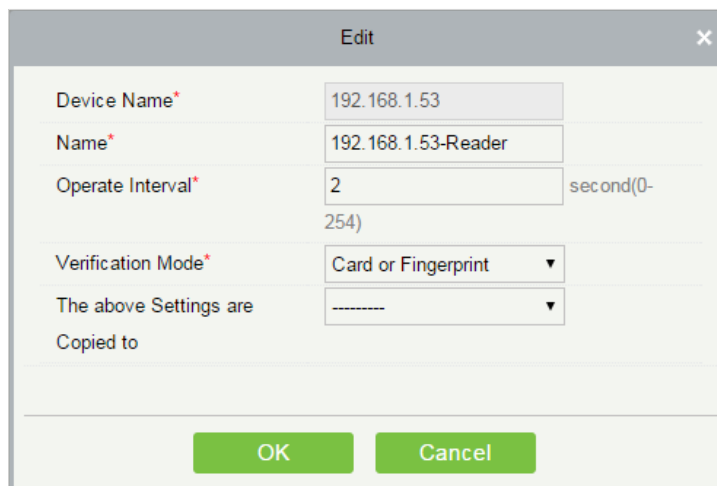 Edit ×
Device Name* 192.168.1.53
Name* 192.168.1.53-Reader
Operate Interval* 2 second(0-
254)
Verification Mode* Card or Fingerprint ▼
The above Settings are --------- ▼
Copied to
OK Cancel